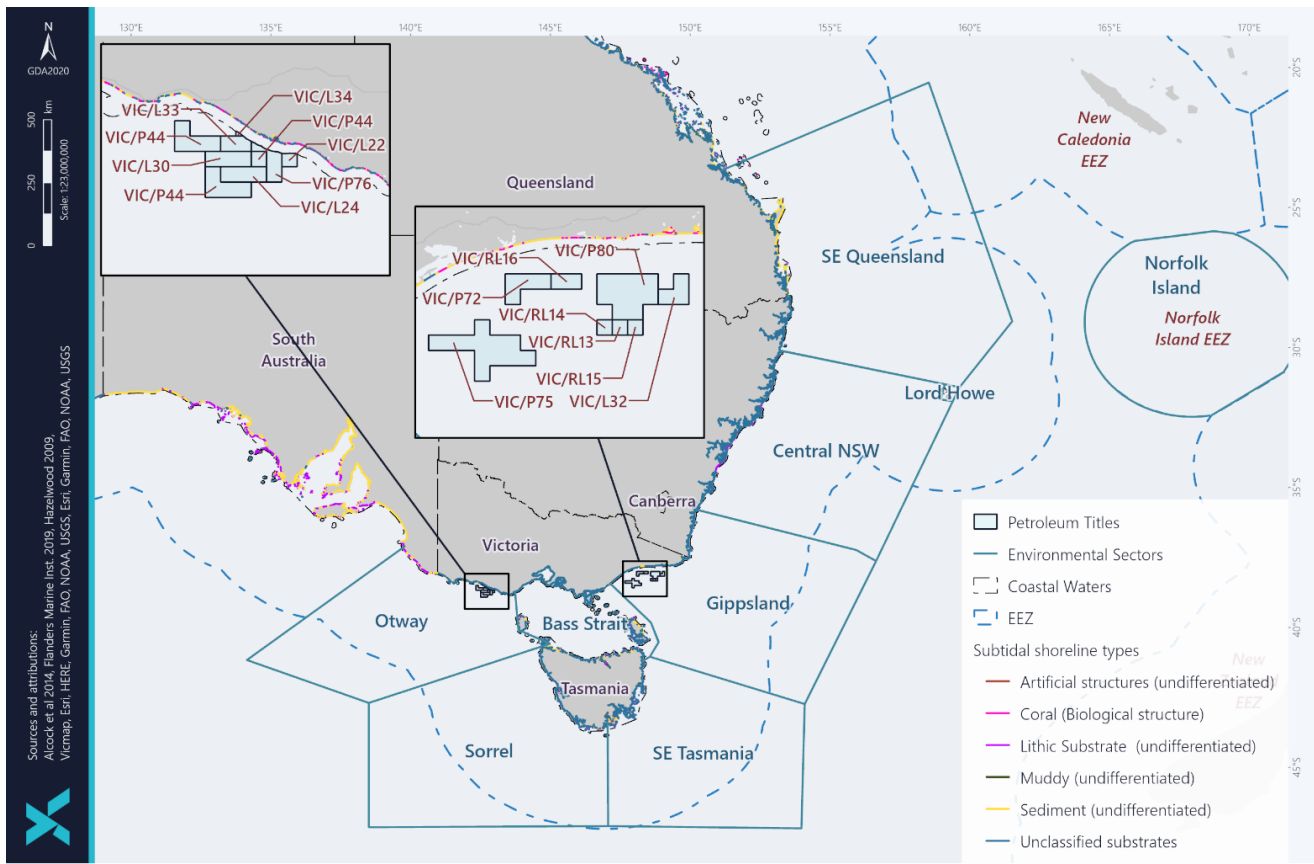 130°E
135°E
140°E
145°E
150°E
155°E
160°E
165°E
170°E
N
GDA2020
km
500
250
0
Scale: 1:23,000,000
Sources and attributions:
Alcock et al 2014, Flanders Marine Inst. 2019, Hazelwood 2009,
Vicmap, Esri, HERE, Garmin, FAO, NOAA, USGS, Esri, Garmin, FAO, NOAA, USGS
VIC/L34
VIC/L33
VIC/P44
VIC/P44
VIC/L22
VIC/L30
VIC/P76
VIC/P44
VIC/L24
VIC/P80
VIC/RL16
VIC/P72
VIC/RL14
VIC/RL13
VIC/RL15
VIC/P75
VIC/L32
Queensland
South
Australia
Canberra
Victoria
Tasmania
New
Caledonia
EEZ
SE Queensland
Norfolk
Island
Norfolk
Island EEZ
Lord Howe
Central NSW
Gippsland
Otway
Bass Strait
Sorrel
SE Tasmania
20°S
25°S
30°S
35°S
40°S
45°S
Petroleum Titles
Environmental Sectors
Coastal Waters
EEZ
Subtidal shoreline types
Artificial structures (undifferentiated)
Coral (Biological structure)
Lithic Substrate (undifferentiated)
Muddy (undifferentiated)
Sediment (undifferentiated)
Unclassified substrates
New
EEZ